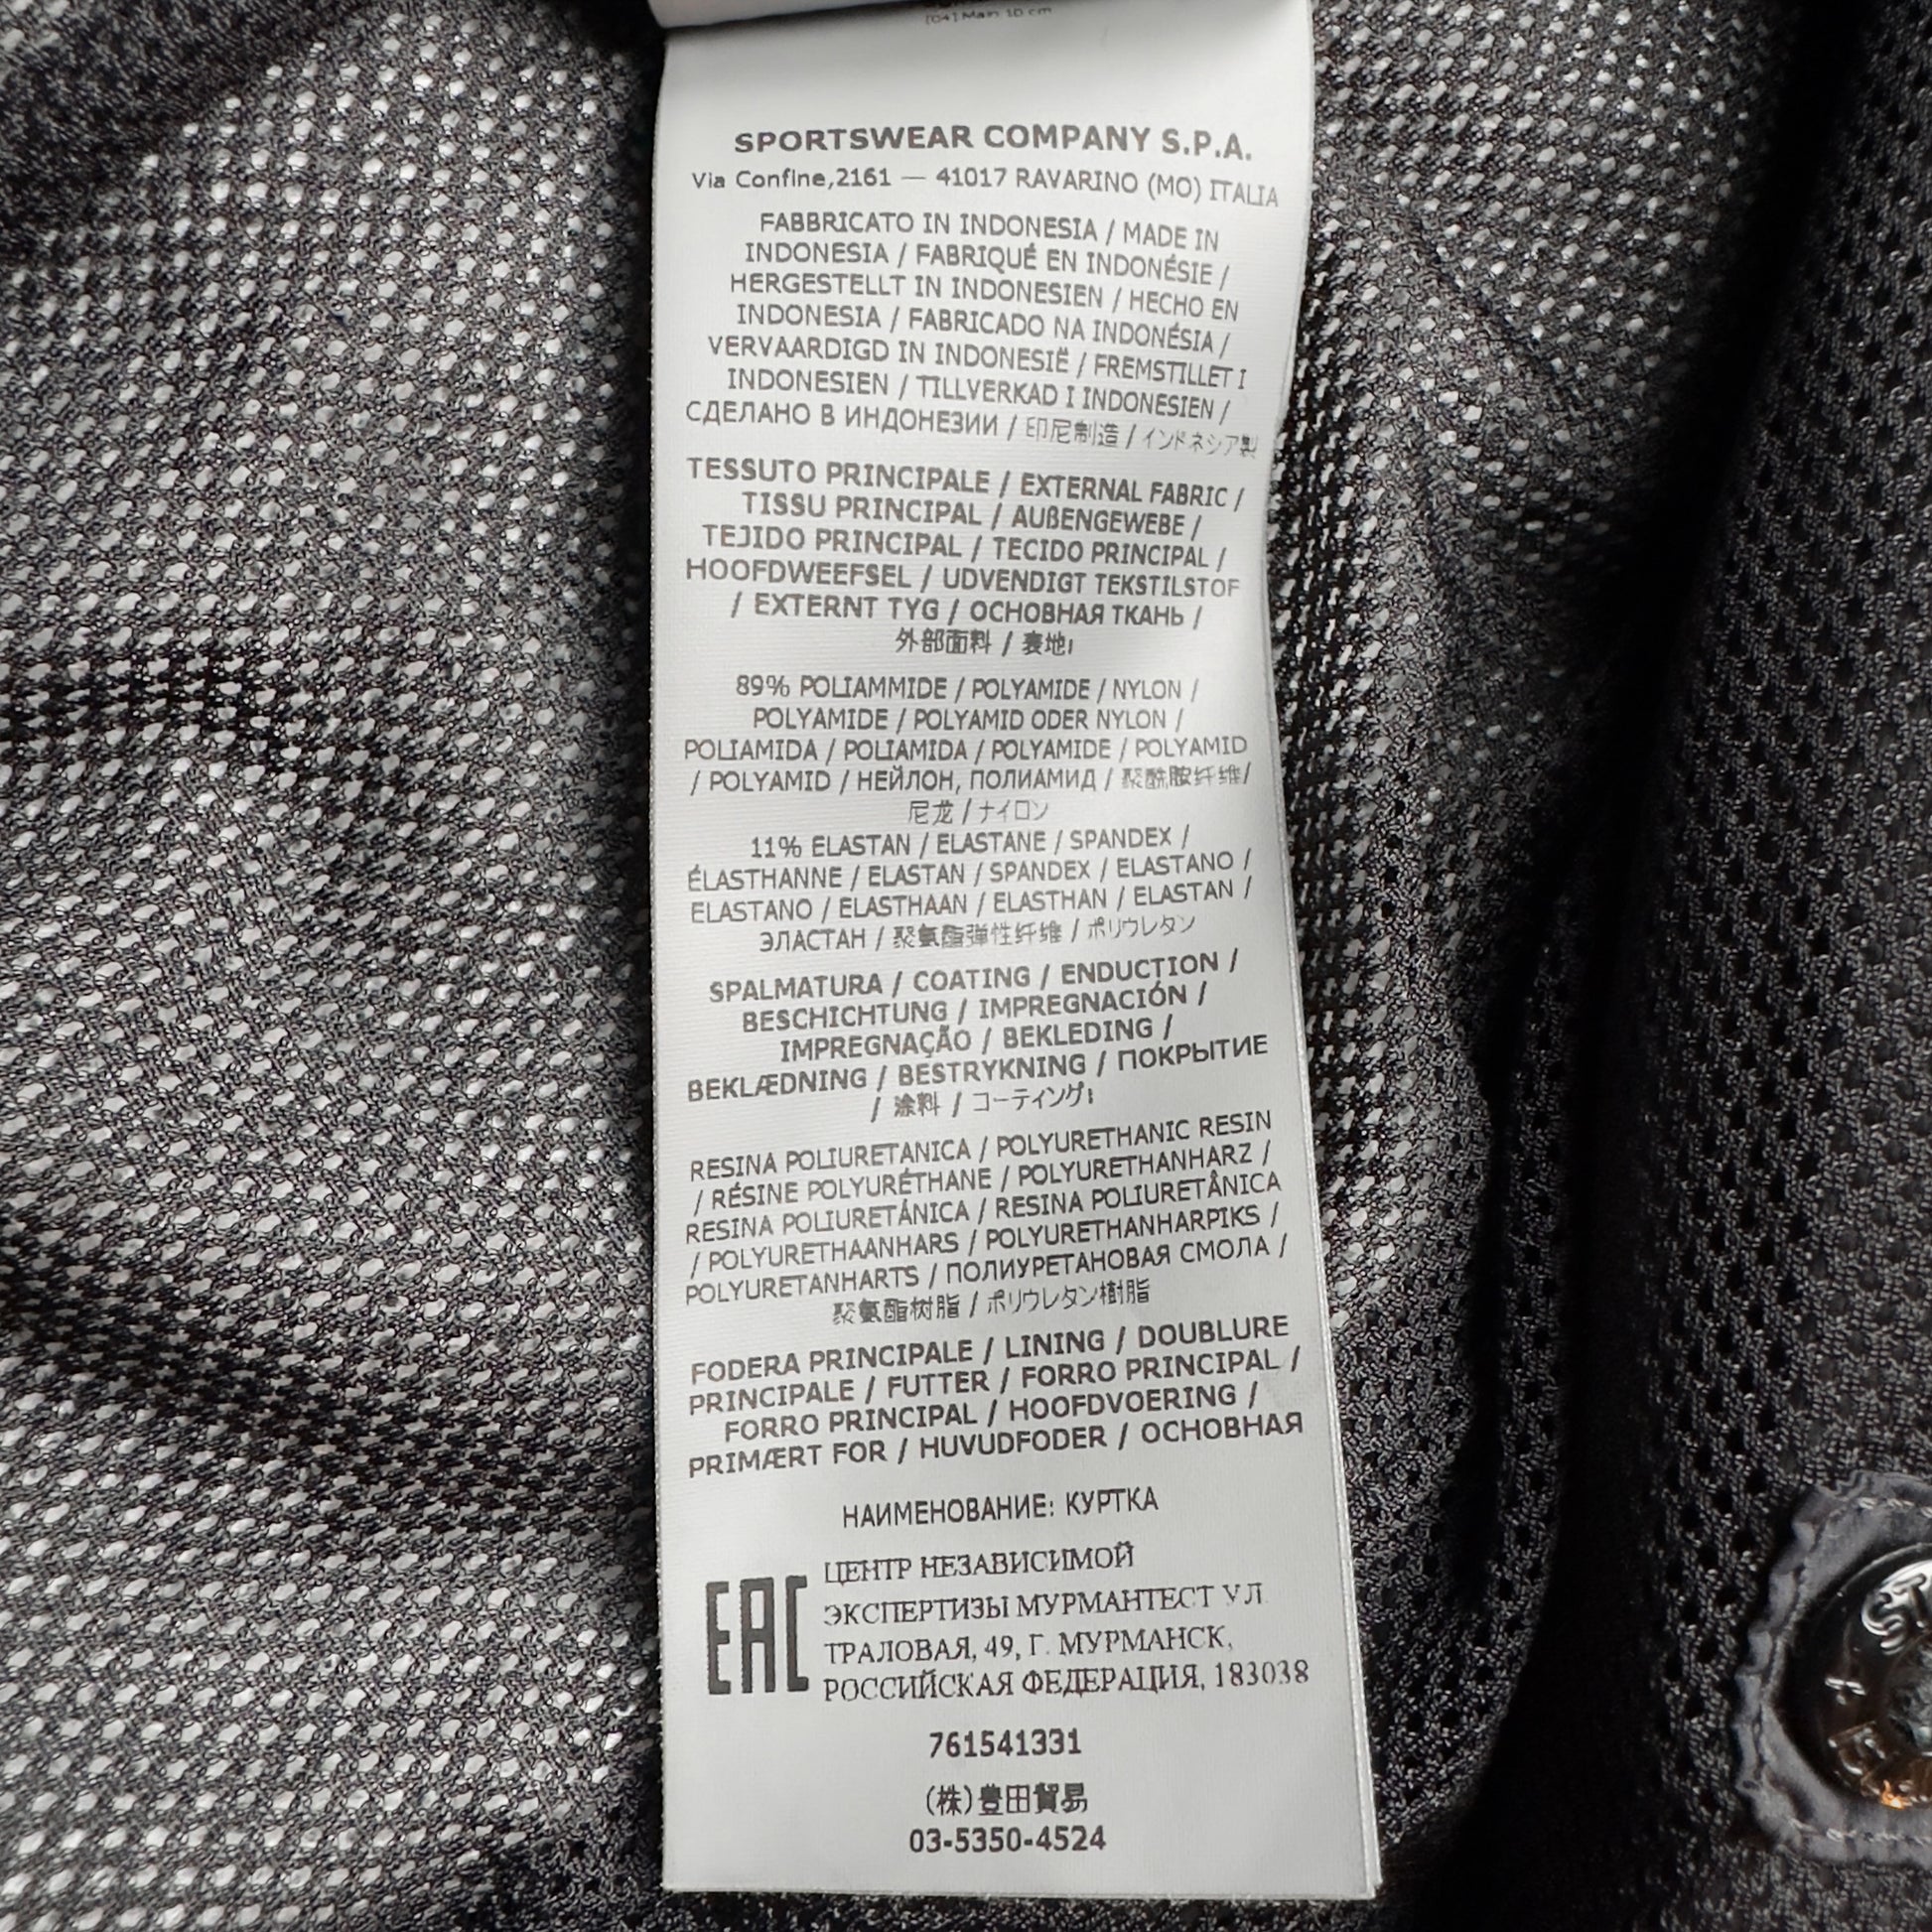 [04] Main 10 cm
SPORTSWEAR COMPANY S.P.A.
Via Confine,2161 — 41017 RAVARINO (MO) ITALIA
FABBRICATO IN INDONESIA / MADE IN
INDONESIA / FABRIQUÉ EN INDONÉSIE /
HERGESTELLT IN INDONESIEN / HECHO EN
INDONESIA / FABRICADO NA INDONÉSIA /
VERVAARDIGD IN INDONESIË / FREMSTILLET I
INDONESIEN / TILLVERKAD I INDONESIEN /
СДЕЛАНО В ИНДОНЕЗИИ / 印尼制造 / インドネシア製
TESSUTO PRINCIPALE / EXTERNAL FABRIC /
TISSU PRINCIPAL / AUßENGEWEBE /
TEJIDO PRINCIPAL / TECIDO PRINCIPAL /
HOOFDWEEFSEL / UDVENDIGT TEKSTILSTOF
/ EXTERNT TYG / ОСНОВНАЯ ТКАНЬ /
外部面料 / 表地:
89% POLIAMMIDE / POLYAMIDE / NYLON /
POLYAMIDE / POLYAMID ODER NYLON /
POLIAMIDA / POLIAMIDA / POLYAMIDE / POLYAMID
/ POLYAMID / НЕЙЛОН, ПОЛИАМИД / 聚酰胺纤维/
尼龙 / ナイロン
11% ELASTAN / ELASTANE / SPANDEX /
ÉLASTHANNE / ELASTAN / SPANDEX / ELASTANO /
ELASTANO / ELASTHAAN / ELASTHAN / ELASTAN /
ЭЛАСТАН / 聚氨酯弹性纤维 / ポリウレタン
SPALMATURA / COATING / ENDUCTION /
BESCHICHTUNG / IMPREGNACIÓN /
IMPREGNAÇÃO / BEKLEDING /
BEKLÆDNING / BESTRYKNING / ПОКРЫТИЕ
/ 涂料 / コーティング:
RESINA POLIURETANICA / POLYURETHANIC RESIN
/ RÉSINE POLYURÉTHANE / POLYURETHANHARZ /
RESINA POLIURETÁNICA / RESINA POLIURETÂNICA
/ POLYURETHAANHARS / POLYURETHANHARPIKS /
POLYURETANHARTS / ПОЛИУРЕТАНОВАЯ СМОЛА /
聚氨酯树脂 / ポリウレタン樹脂
FODERA PRINCIPALE / LINING / DOUBLURE
PRINCIPALE / FUTTER / FORRO PRINCIPAL /
FORRO PRINCIPAL / HOOFDVOERING /
PRIMÆRT FOR / HUVUDFODER / ОСНОВНАЯ
НАИМЕНОВАНИЕ: КУРТКА
EAC
ЦЕНТР НЕЗАВИСИМОЙ
ЭКСПЕРТИЗЫ МУРМАНТЕСТ УЛ.
ТРАЛОВАЯ, 49, Г. МУРМАНСК,
РОССИЙСКАЯ ФЕДЕРАЦИЯ, 183038
761541331
(株)豊田貿易
03-5350-4524